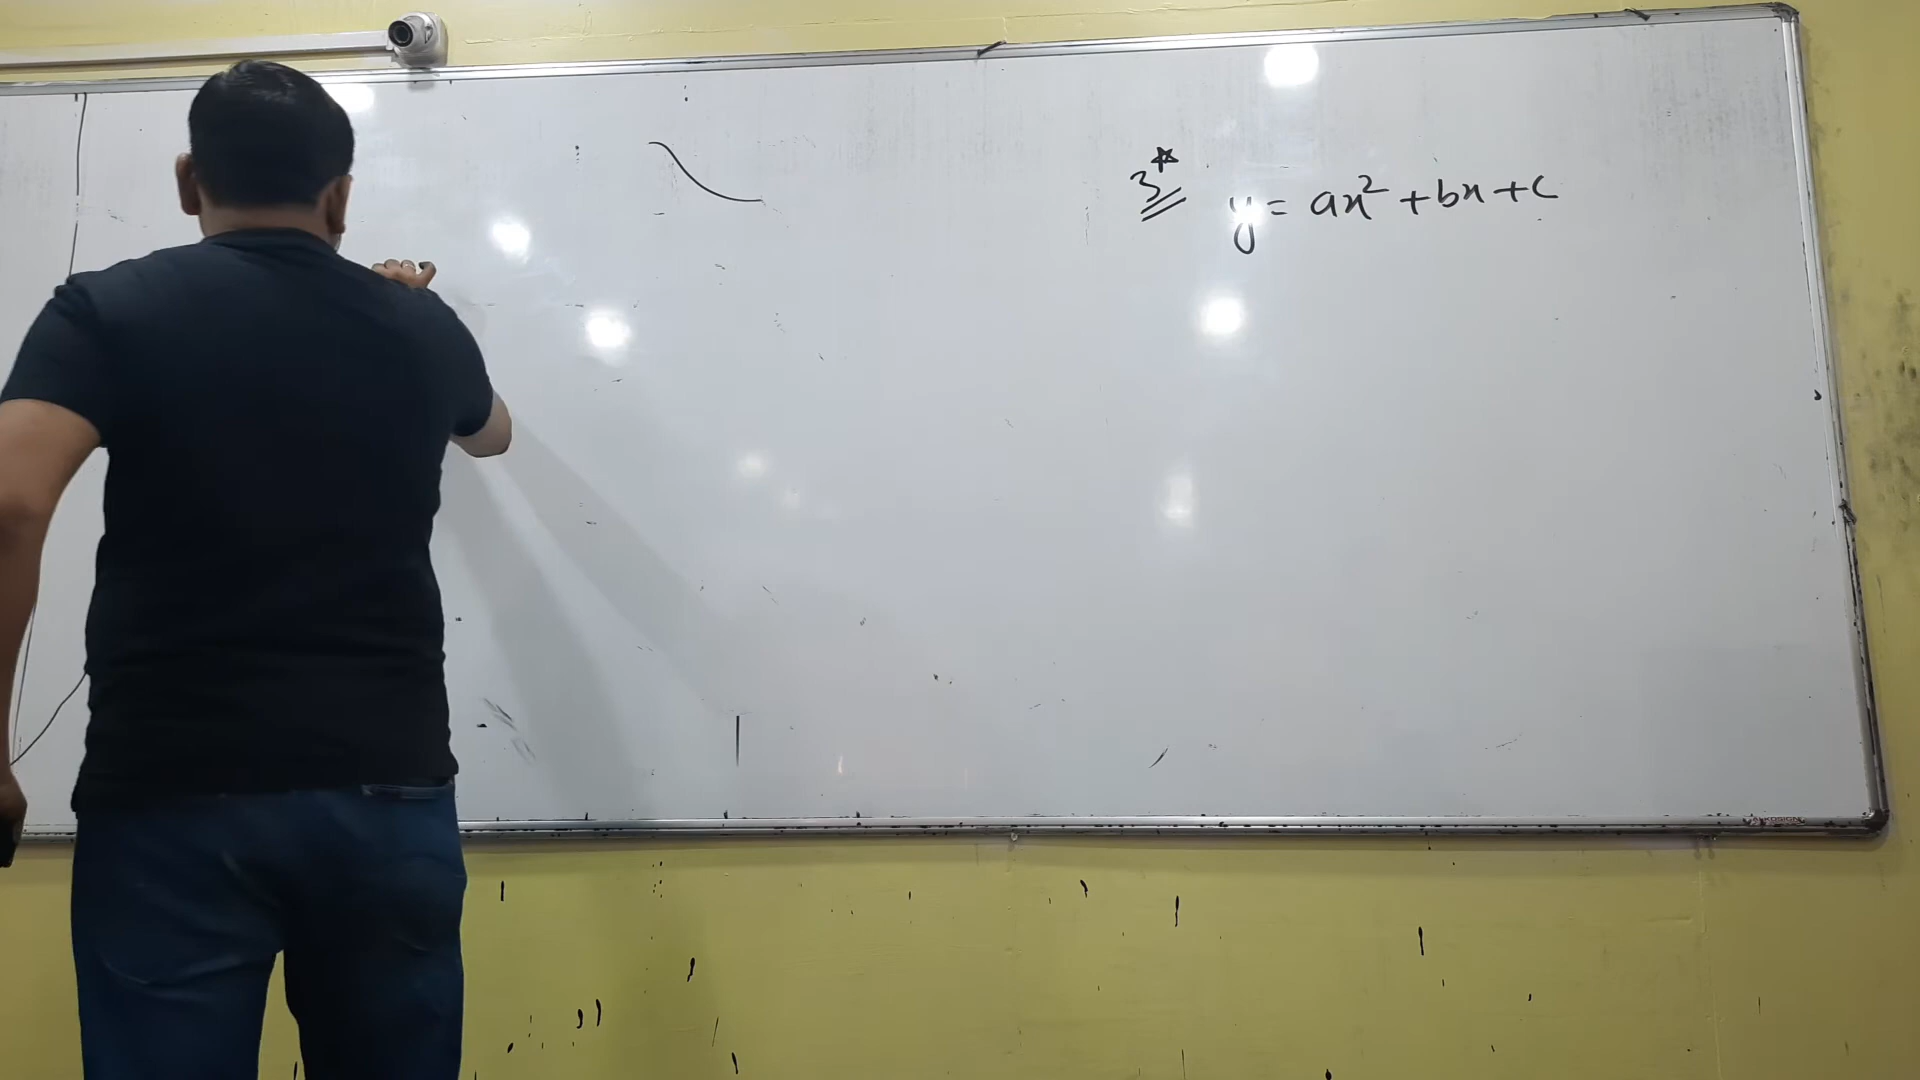 3* y = ax² + bx + c